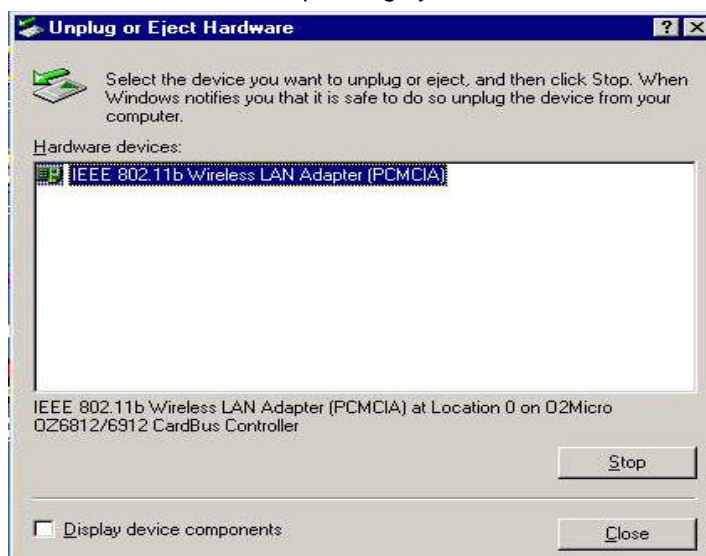 Unplug or Eject Hardware
Select the device you want to unplug or eject, and then click Stop. When
Windows notifies you that it is safe to do so unplug the device from your
computer.
Hardware devices:
IEEE 802.11b Wireless LAN Adapter (PCMCIA)
IEEE 802.11b Wireless LAN Adapter (PCMCIA) at Location 0 on O2Micro
OZ6812/6912 CardBus Controller
Stop
Display device components
Close